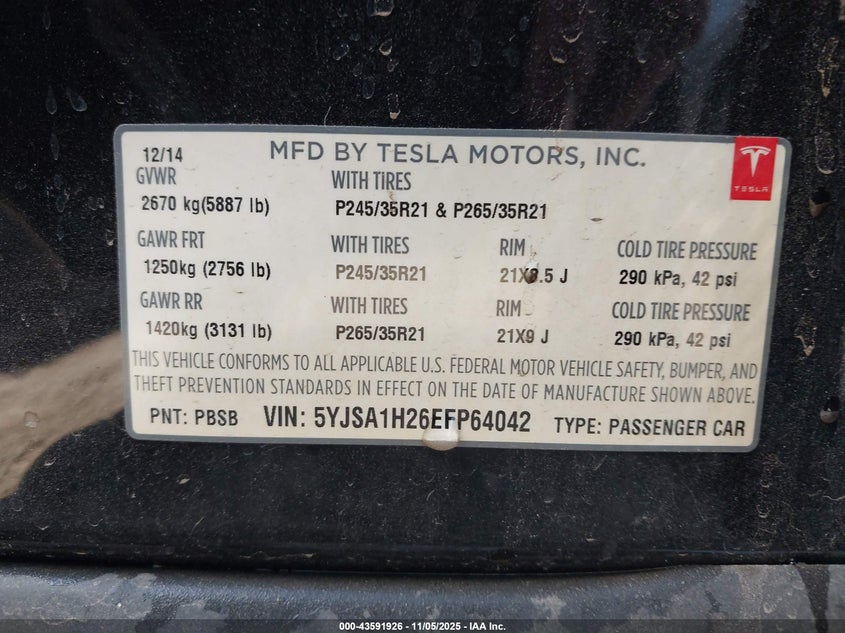 12/14 MFD BY TESLA MOTORS, INC.
TESLA
GVWR WITH TIRES
2670 kg(5887 lb) P245/35R21 & P265/35R21
GAWR FRT WITH TIRES RIM COLD TIRE PRESSURE
1250kg (2756 lb) P245/35R21 21X8.5 J 290 kPa, 42 psi
GAWR RR WITH TIRES RIM COLD TIRE PRESSURE
1420kg (3131 lb) P265/35R21 21X9 J 290 kPa, 42 psi
THIS VEHICLE CONFORMS TO ALL APPLICABLE U.S. FEDERAL MOTOR VEHICLE SAFETY, BUMPER, AND
THEFT PREVENTION STANDARDS IN EFFECT ON THE DATE OF MANUFACTURE SHOWN ABOVE.
PNT: PBSB VIN: 5YJSA1H26EFP64042 TYPE: PASSENGER CAR
000-43591926 - 11/05/2025 - IAA Inc.